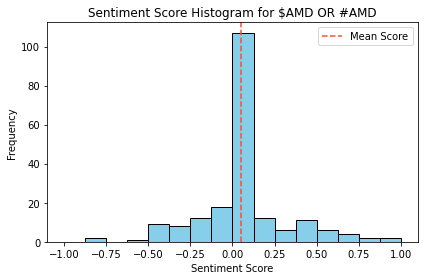 Sentiment Score Histogram for $AMD OR #AMD
Mean Score
Frequency
100
80
60
40
20
0
−1.00 −0.75 −0.50 −0.25 0.00 0.25 0.50 0.75 1.00
Sentiment Score